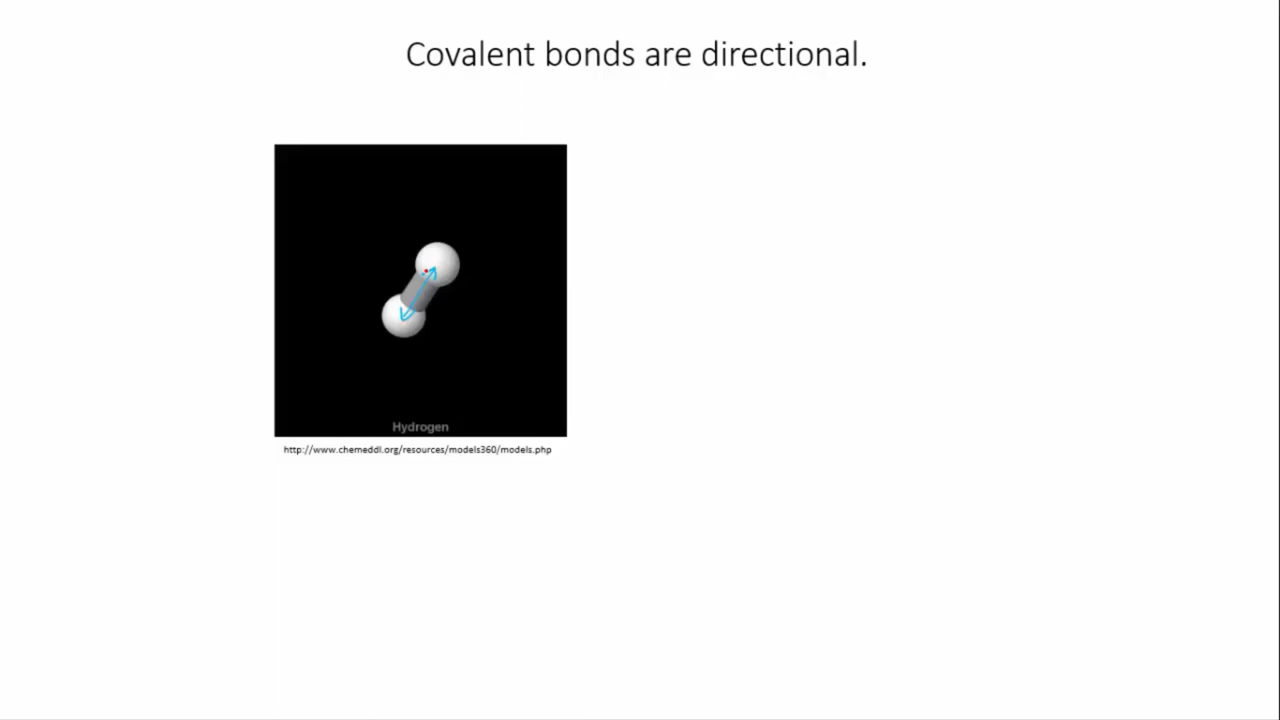 Covalent bonds are directional.
Hydrogen
http://www.chemeddl.org/resources/models360/models.php